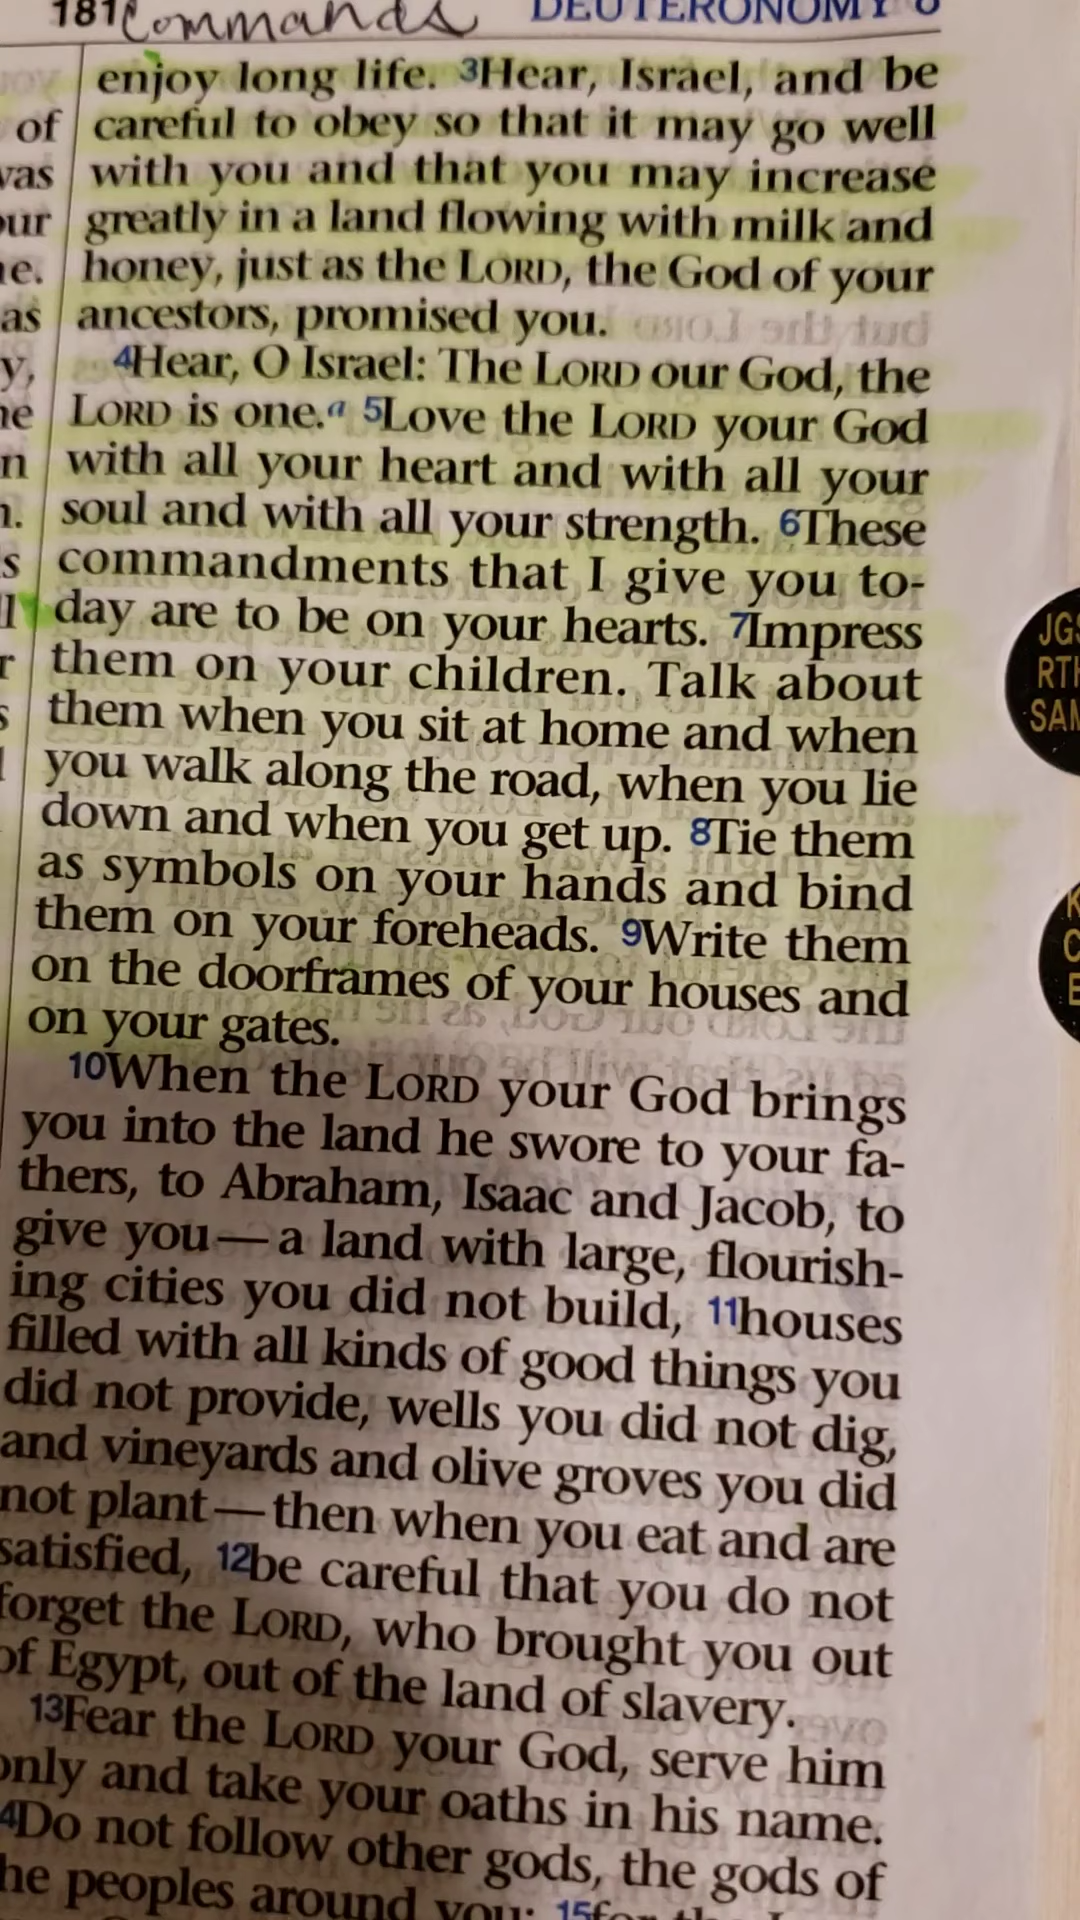 181 Commands DEUTERONOMY 6
enjoy long life. 3Hear, Israel, and be
careful to obey so that it may go well
with you and that you may increase
greatly in a land flowing with milk and
honey, just as the LORD, the God of your
ancestors, promised you.
4Hear, O Israel: The LORD our God, the
LORD is one.a 5Love the LORD your God
with all your heart and with all your
soul and with all your strength. 6These
commandments that I give you to-
day are to be on your hearts. 7Impress
them on your children. Talk about
them when you sit at home and when
you walk along the road, when you lie
down and when you get up. 8Tie them
as symbols on your hands and bind
them on your foreheads. 9Write them
on the doorframes of your houses and
on your gates.
10When the LORD your God brings
you into the land he swore to your fa-
thers, to Abraham, Isaac and Jacob, to
give you—a land with large, flourish-
ing cities you did not build, 11houses
filled with all kinds of good things you
did not provide, wells you did not dig,
and vineyards and olive groves you did
not plant—then when you eat and are
satisfied, 12be careful that you do not
forget the LORD, who brought you out
of Egypt, out of the land of slavery.
13Fear the LORD your God, serve him
only and take your oaths in his name.
4Do not follow other gods, the gods of
he peoples around you; 15for the
of
as
JGS
RTH
SAM